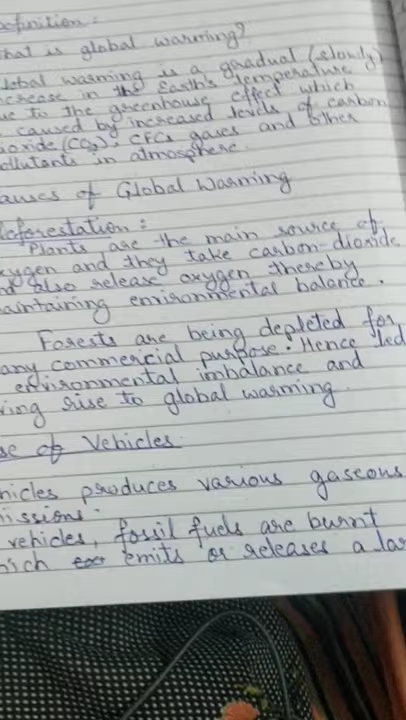 efinition:
hat is global warming?
lobal warming is a gradual (slowly)
ncrease in the Earth's temperature
ue to the greenhouse effect which
caused by increased levels of carbon
ioxide (CO2), CFCs gases and other
ollutants in atmosphere.
auses of Global Warming
eforestation:
Plants are the main source of
xygen and they take carbon-dioxide
nd also release oxygen thereby
aintaining environmental balance.
Forests are being depleted for
any commercial purpose. Hence led
environmental imbalance and
ving rise to global warming
se of Vehicles
hicles produces various gaseous
issions.
vehicles, fossil fuels are burnt
hich emits or releases a lar